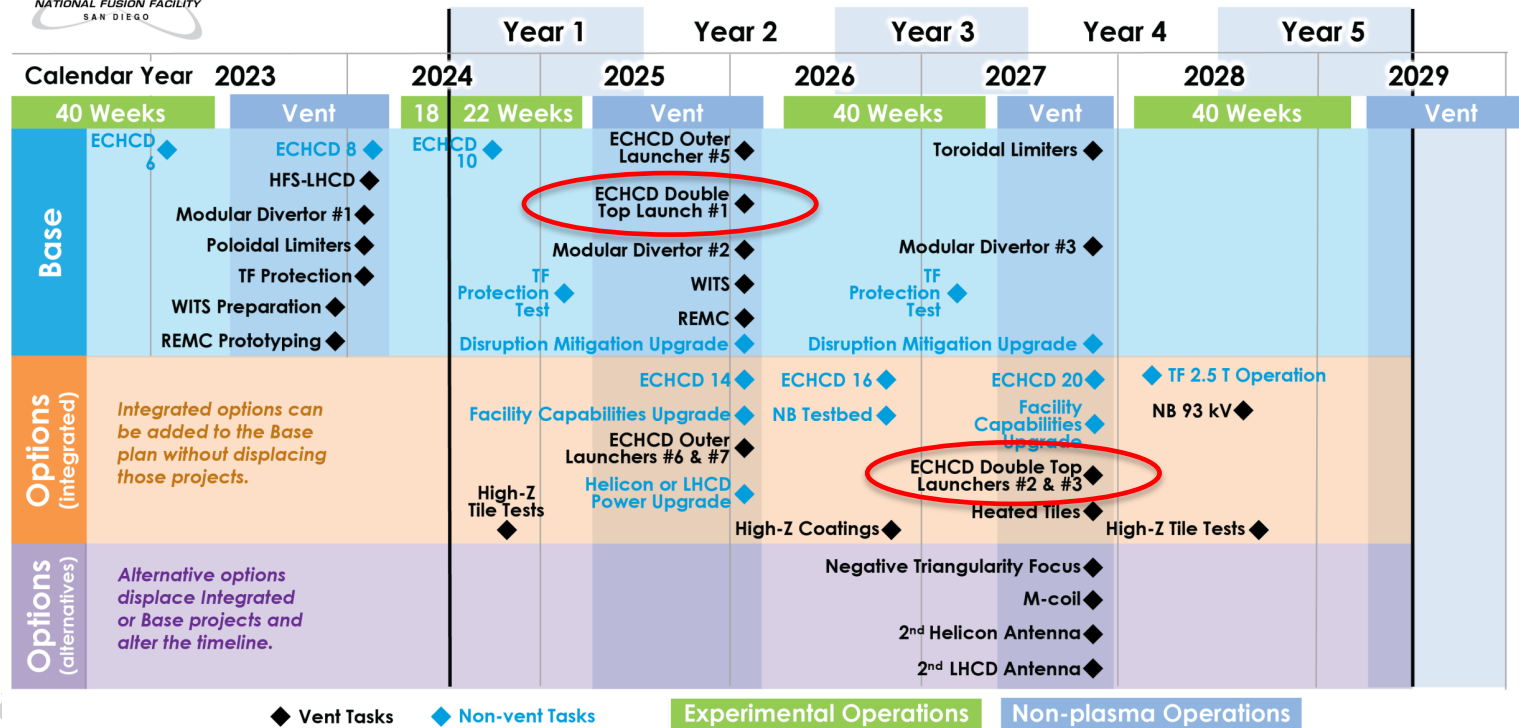 NATIONAL FUSION FACILITY
SAN DIEGO
Year 1 Year 2 Year 3 Year 4 Year 5
Calendar Year 2023 2024 2025 2026 2027 2028 2029
40 Weeks Vent 18 22 Weeks Vent 40 Weeks Vent 40 Weeks Vent
Base
ECHCD
6
ECHCD 8
ECHCD
10
HFS-LHCD
Modular Divertor #1
Poloidal Limiters
TF Protection
WITS Preparation
REMC Prototyping
ECHCD Outer
Launcher #5
ECHCD Double
Top Launch #1
Modular Divertor #2
TF
Protection
Test
WITS
REMC
Disruption Mitigation Upgrade
Toroidal Limiters
Modular Divertor #3
TF
Protection
Test
Disruption Mitigation Upgrade
Options
(integrated)
Integrated options can
be added to the Base
plan without displacing
those projects.
ECHCD 14
Facility Capabilities Upgrade
ECHCD Outer
Launchers #6 & #7
High-Z
Tile Tests
Helicon or LHCD
Power Upgrade
ECHCD 16
NB Testbed
High-Z Coatings
ECHCD 20
Facility
Capabilities
Upgrade
ECHCD Double Top
Launchers #2 & #3
Heated Tiles
TF 2.5 T Operation
NB 93 kV
High-Z Tile Tests
Options
(alternatives)
Alternative options
displace Integrated
or Base projects and
alter the timeline.
Negative Triangularity Focus
M-coil
2nd Helicon Antenna
2nd LHCD Antenna
Vent Tasks Non-vent Tasks Experimental Operations Non-plasma Operations